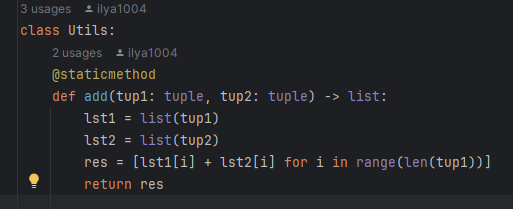 3 usages ilya1004
class Utils:
2 usages ilya1004
@staticmethod
def add(tup1: tuple, tup2: tuple) -> list:
lst1 = list(tup1)
lst2 = list(tup2)
res = [lst1[i] + lst2[i] for i in range(len(tup1))]
return res